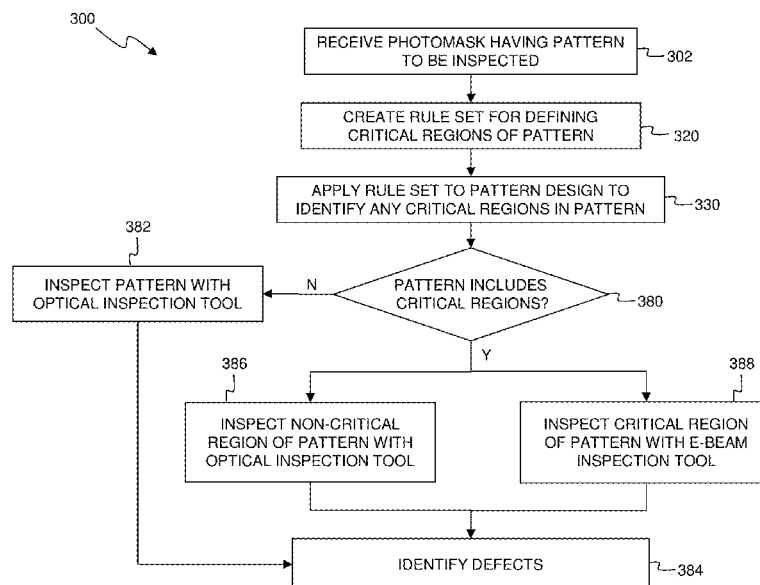 300
RECEIVE PHOTOMASK HAVING PATTERN
TO BE INSPECTED
302
CREATE RULE SET FOR DEFINING
CRITICAL REGIONS OF PATTERN
320
APPLY RULE SET TO PATTERN DESIGN TO
IDENTIFY ANY CRITICAL REGIONS IN PATTERN
330
382
INSPECT PATTERN WITH
OPTICAL INSPECTION TOOL
N
PATTERN INCLUDES
CRITICAL REGIONS?
380
Y
386
INSPECT NON-CRITICAL
REGION OF PATTERN WITH
OPTICAL INSPECTION TOOL
388
INSPECT CRITICAL REGION
OF PATTERN WITH E-BEAM
INSPECTION TOOL
IDENTIFY DEFECTS
384